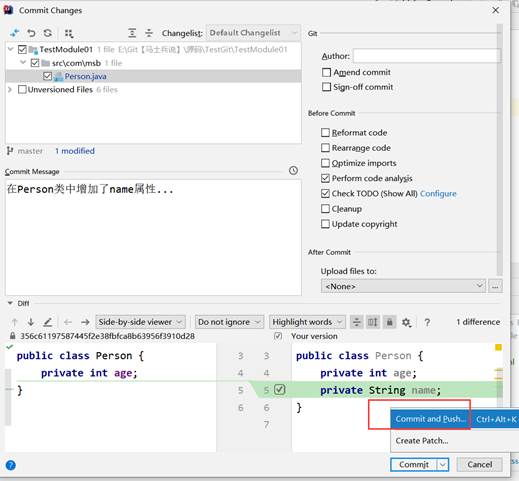 Commit Changes
Changelist: Default Changelist
TestModule01 1 file E:\Git【马士兵说】\源码\TestGit\TestModule01
src\com\msb 1 file
Person.java
Unversioned Files 6 files
master 1 modified
Commit Message
在Person类中增加了name属性...
Git
Author:
Amend commit
Sign-off commit
Before Commit
Reformat code
Rearrange code
Optimize imports
Perform code analysis
Check TODO (Show All) Configure
Cleanup
Update copyright
After Commit
Upload files to:
<None>
...
Diff
Side-by-side viewer Do not ignore Highlight words ? 1 difference
356c61197587445f2e38fbfca8b63956f3910d28 Your version
public class Person { 3 3 public class Person {
private int age; 4 4 private int age;
} 5 5 private String name;
6 }
7
Commit and Push... Ctrl+Alt+K
Create Patch...
? Commit Cancel